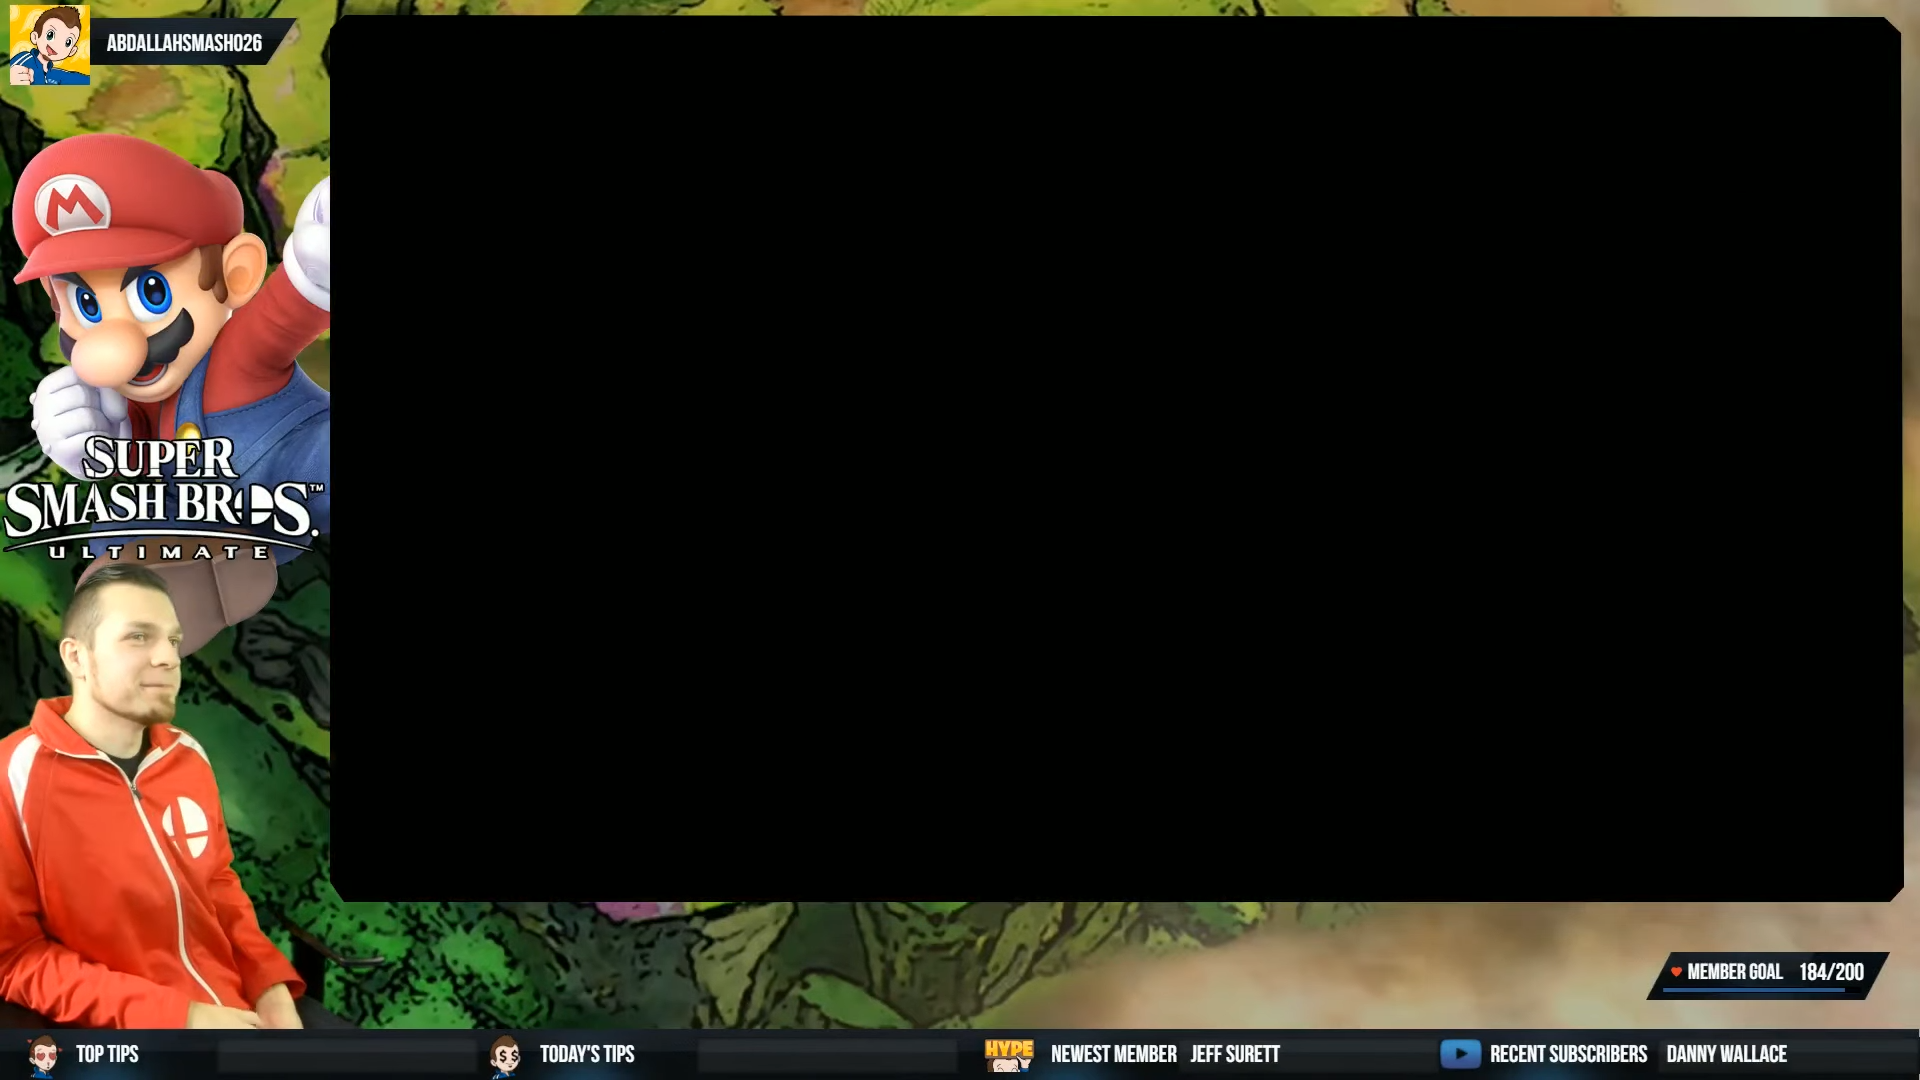 ABDALLAHSMASH026
M
SUPER
SMASH BROS.™
ULTIMATE
MEMBER GOAL 184/200
TOP TIPS
TODAY'S TIPS
HYPE
NEWEST MEMBER JEFF SURETT
RECENT SUBSCRIBERS DANNY WALLACE